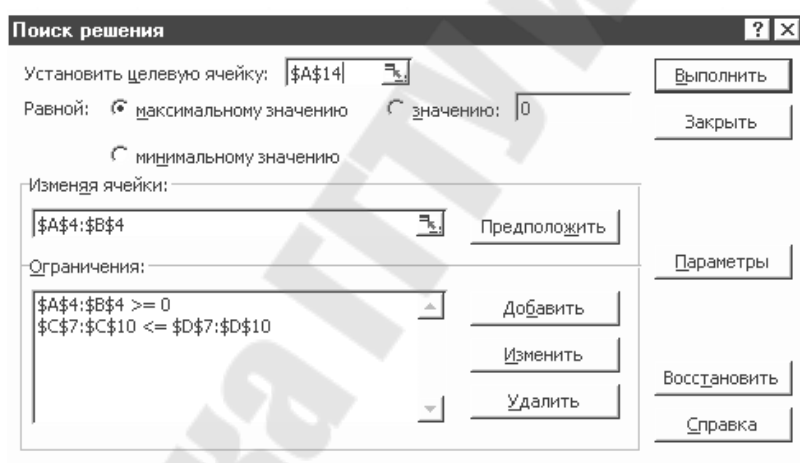 Поиск решения ? ×
Установить целевую ячейку: $A$14 Выполнить
Равной: максимальному значению значению: 0 Закрыть
минимальному значению
Изменяя ячейки:
$A$4:$B$4 Предположить
Ограничения: Параметры
$A$4:$B$4 >= 0 Добавить
$C$7:$C$10 <= $D$7:$D$10
Изменить
Восстановить
Удалить
Справка